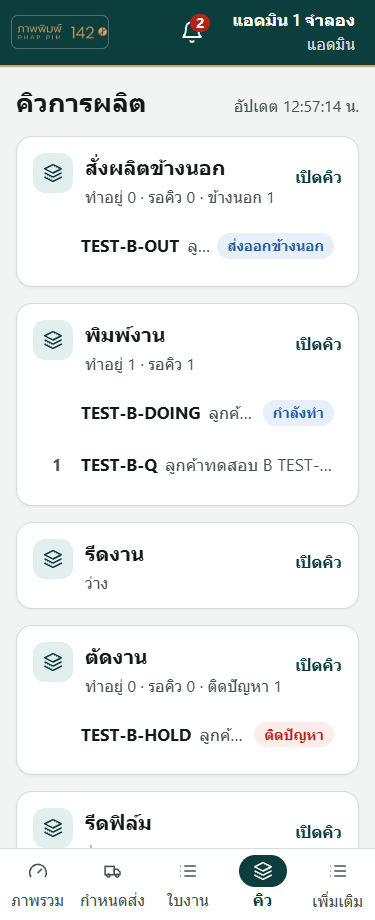 ภาพพิมพ์ 142
PHAP PIM
2
แอดมิน 1 จำลอง
แอดมิน
คิวการผลิต
อัปเดต 12:57:14 น.
สั่งผลิตข้างนอก
เปิดคิว
ทำอยู่ 0 · รอคิว 0 · ข้างนอก 1
TEST-B-OUT ลู... ส่งออกข้างนอก
พิมพ์งาน
เปิดคิว
ทำอยู่ 1 · รอคิว 1
TEST-B-DOING ลูกค้... กำลังทำ
1 TEST-B-Q ลูกค้าทดสอบ B TEST-...
รีดงาน
เปิดคิว
ว่าง
ตัดงาน
เปิดคิว
ทำอยู่ 0 · รอคิว 0 · ติดปัญหา 1
TEST-B-HOLD ลูกค้... ติดปัญหา
รีดฟิล์ม
เปิดคิว
ภาพรวม กำหนดส่ง ใบงาน คิว เพิ่มเติม